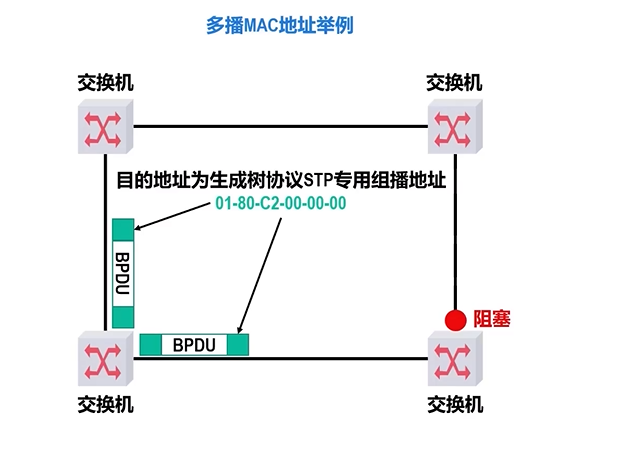 多播MAC地址举例
交换机
交换机
目的地址为生成树协议STP专用组播地址
01-80-C2-00-00-00
BPDU
阻塞
BPDU
交换机
交换机